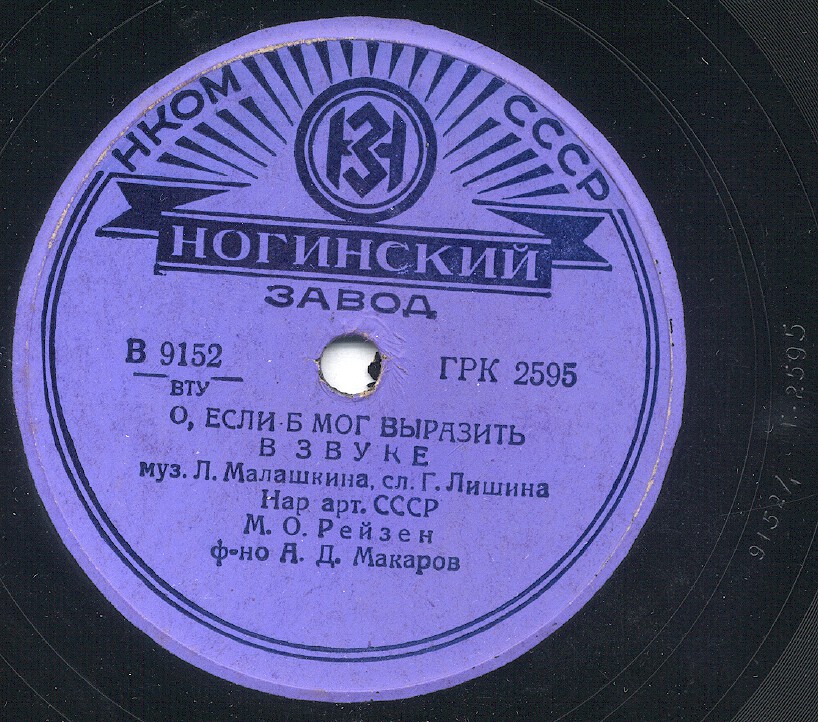 НКОМ СССР
НЗ
НОГИНСКИЙ
ЗАВОД
В 9152 ГРК 2595
ВТУ
О, ЕСЛИ Б МОГ ВЫРАЗИТЬ
В ЗВУКЕ
муз. Л. Малашкина, сл. Г. Лишина
Нар арт. СССР
М. О. Рейзен
ф-но А. Д. Макаров